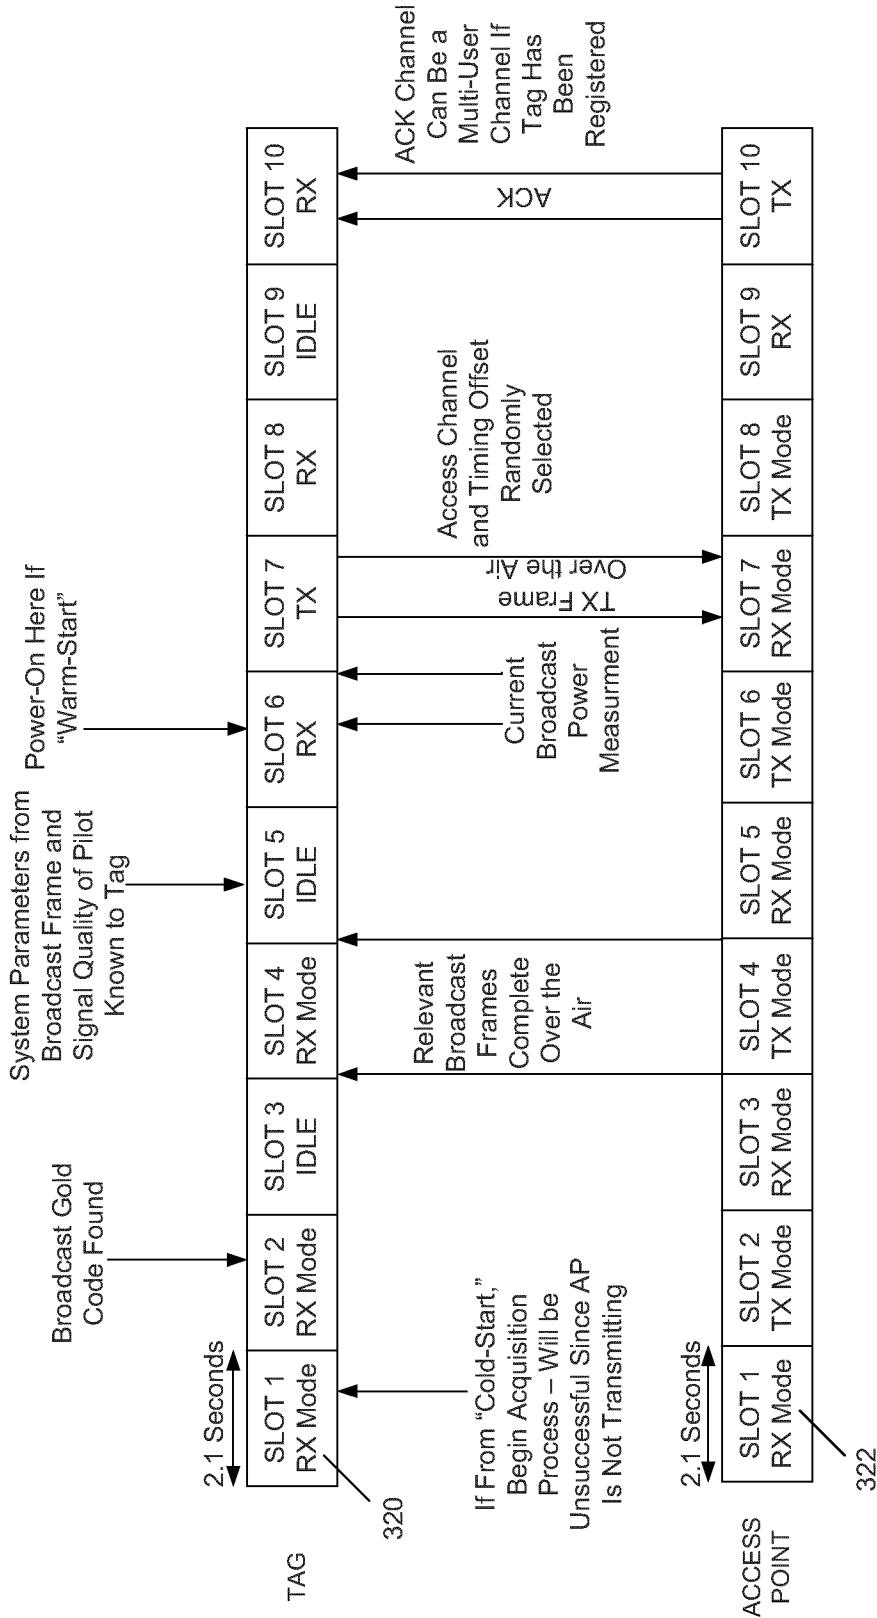 System Parameters from
Broadcast Frame and
Signal Quality of Pilot
Known to Tag
Power-On Here If
“Warm-Start”
Broadcast Gold
Code Found
2.1 Seconds
TAG
SLOT 1
RX Mode
SLOT 2
RX Mode
SLOT 3
IDLE
SLOT 4
RX Mode
SLOT 5
IDLE
SLOT 6
RX
SLOT 7
TX
SLOT 8
RX
SLOT 9
IDLE
SLOT 10
RX
320
If From “Cold-Start,”
Begin Acquisition
Process – Will be
Unsuccessful Since AP
Is Not Transmitting
Relevant
Broadcast
Frames
Complete
Over the
Air
Current
Broadcast
Power
Measurment
TX Frame
Over the Air
Access Channel
and Timing Offset
Randomly
Selected
ACK
ACK Channel
Can Be a
Multi-User
Channel If
Tag Has
Been
Registered
2.1 Seconds
ACCESS
POINT
SLOT 1
RX Mode
SLOT 2
TX Mode
SLOT 3
RX Mode
SLOT 4
TX Mode
SLOT 5
RX Mode
SLOT 6
TX Mode
SLOT 7
RX Mode
SLOT 8
TX Mode
SLOT 9
RX
SLOT 10
TX
322